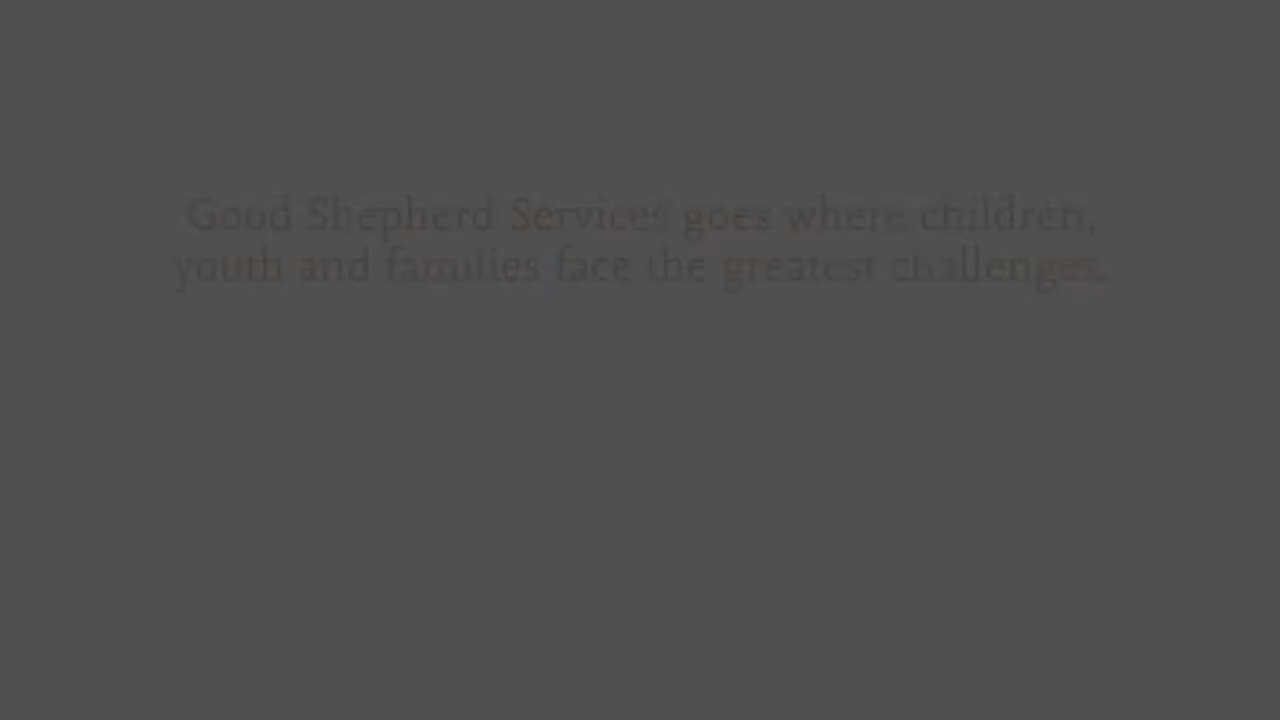 Good Shepherd Services goes where children,
youth and families face the greatest challenges.